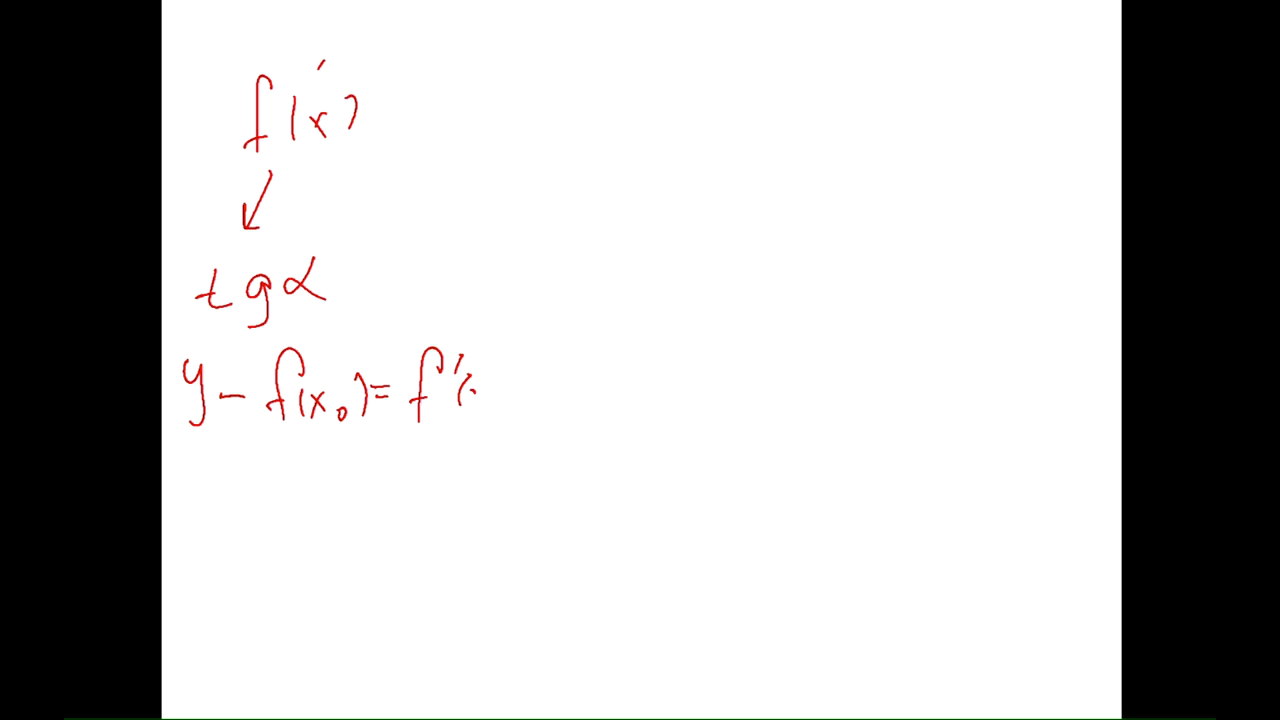 f'(x)
↙
tgα
y - f(x₀) = f'(